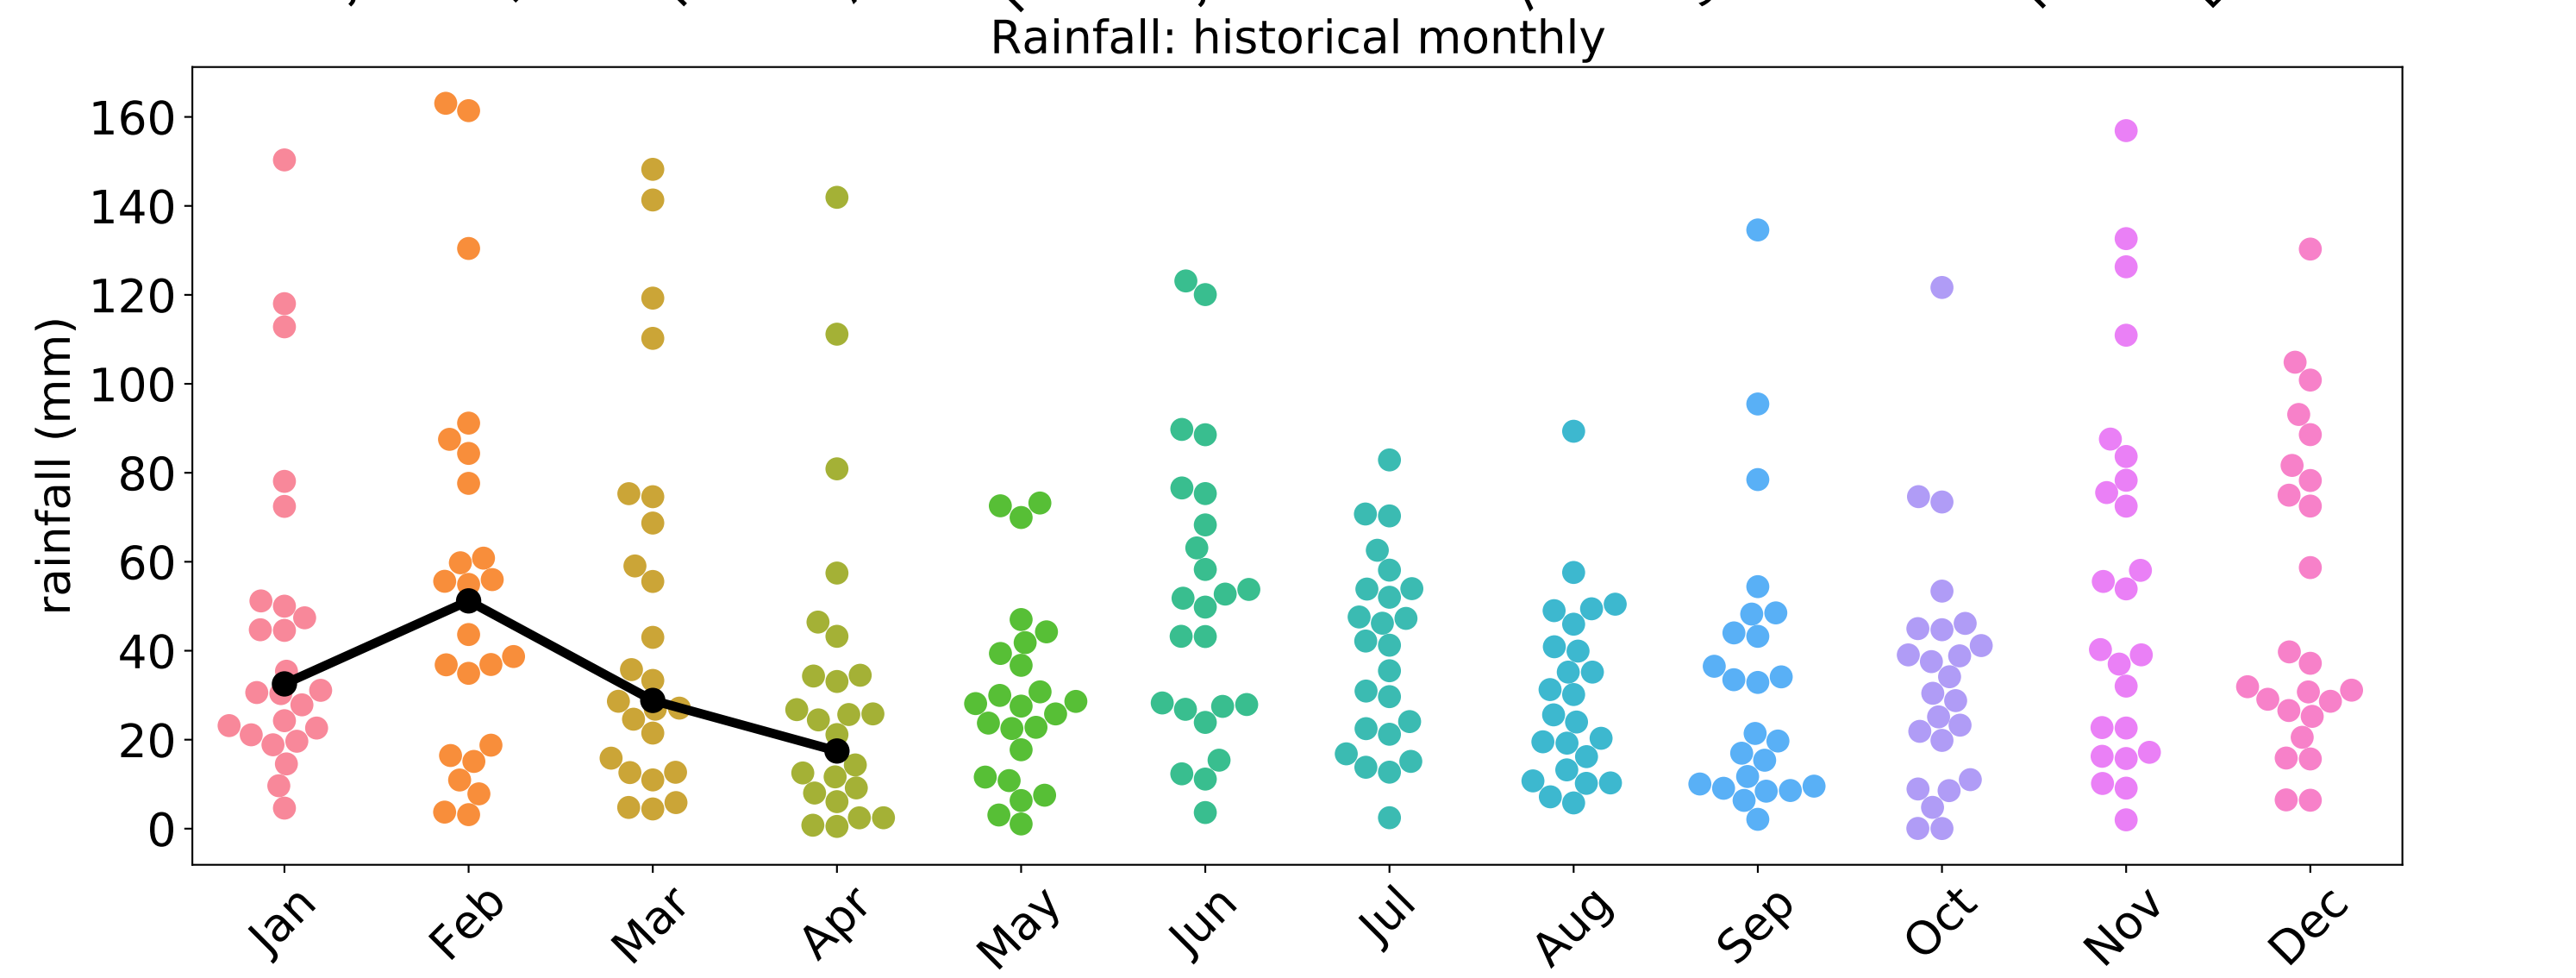 Rainfall: historical monthly
rainfall (mm)
160
140
120
100
80
60
40
20
0
Jan
Feb
Mar
Apr
May
Jun
Jul
Aug
Sep
Oct
Nov
Dec